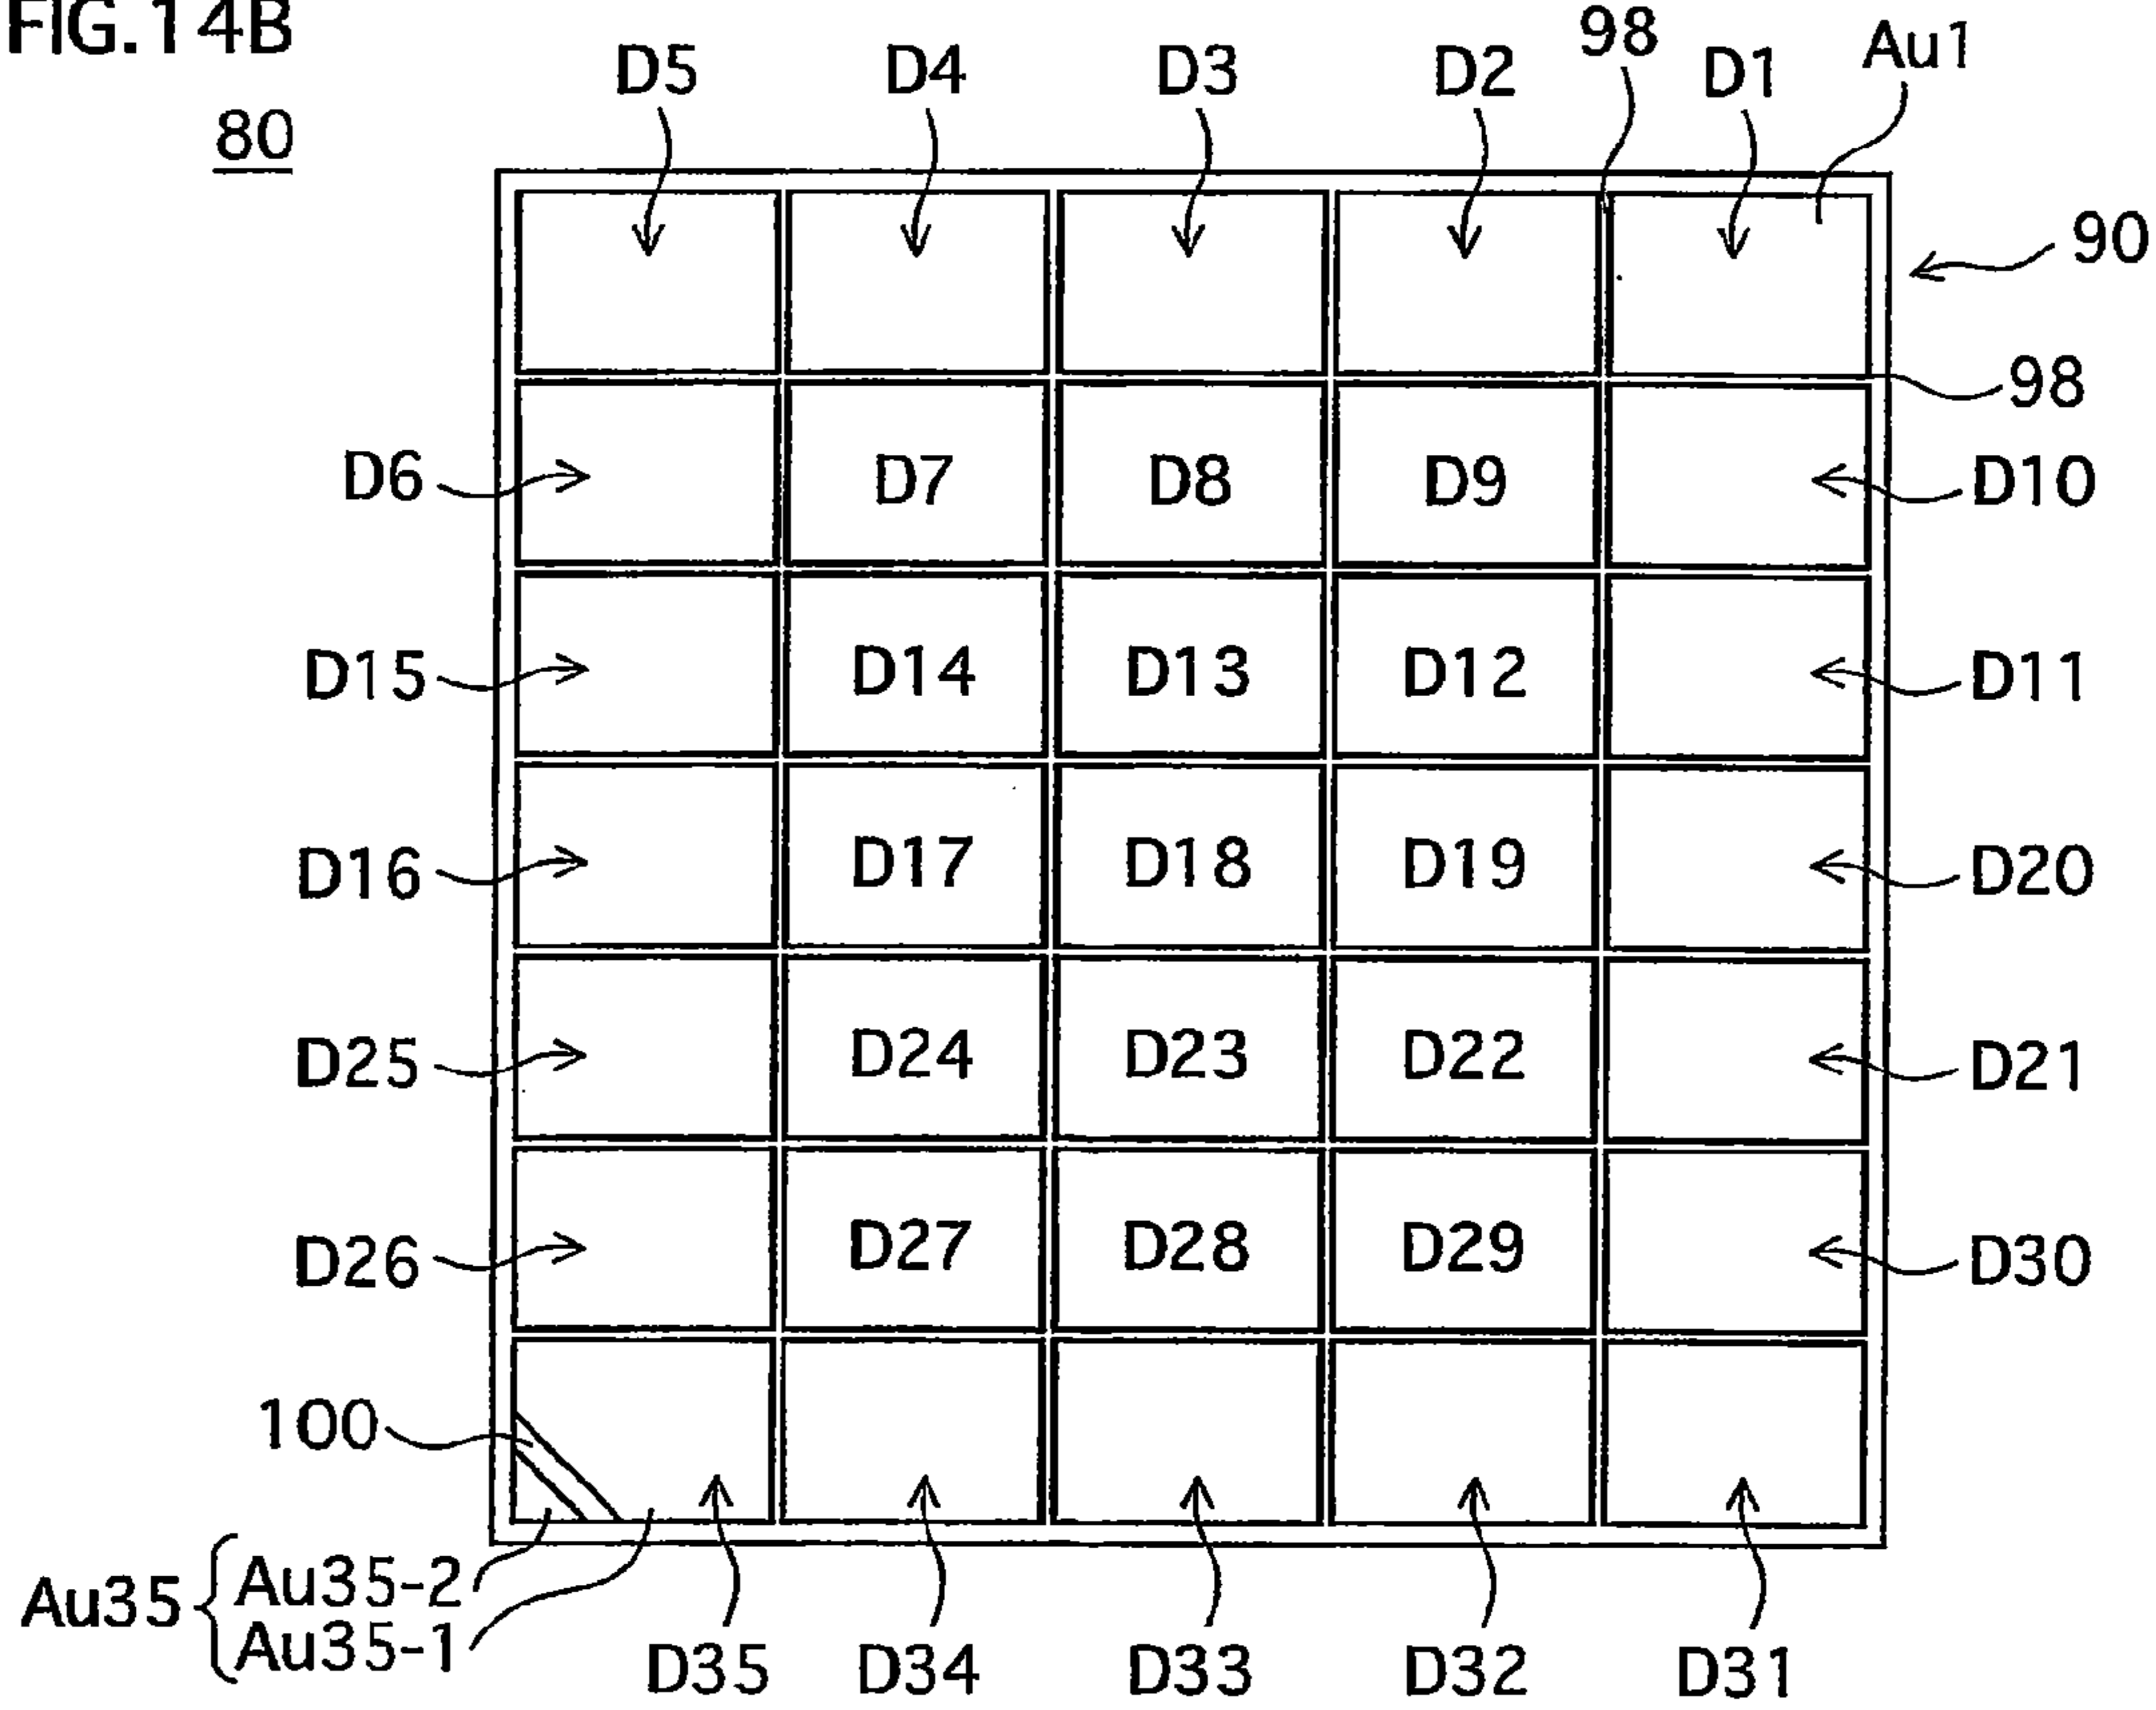 FIG.14B
80
D5 D4 D3 D2 98 D1 Au1
90
98
D6 D7 D8 D9 D10
D15 D14 D13 D12 D11
D16 D17 D18 D19 D20
D25 D24 D23 D22 D21
D26 D27 D28 D29 D30
100
Au35 { Au35-2
Au35-1
D35 D34 D33 D32 D31